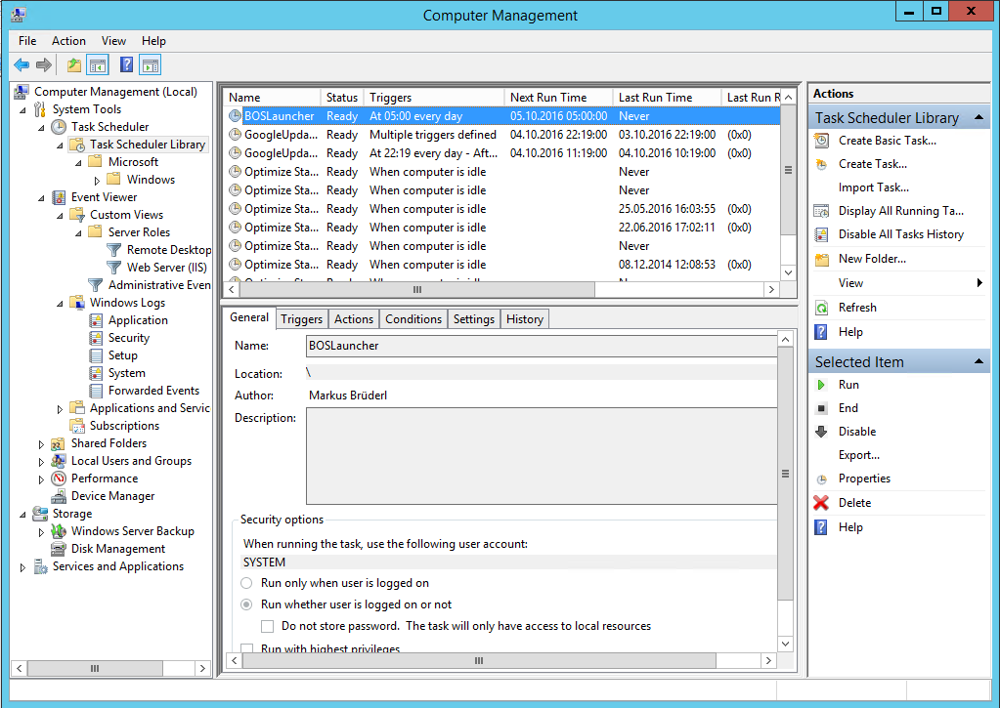 Computer Management
File Action View Help
Computer Management (Local)
System Tools
Task Scheduler
Task Scheduler Library
Microsoft
Windows
Event Viewer
Custom Views
Server Roles
Remote Desktop
Web Server (IIS)
Administrative Even
Windows Logs
Application
Security
Setup
System
Forwarded Events
Applications and Servic
Subscriptions
Shared Folders
Local Users and Groups
Performance
Device Manager
Storage
Windows Server Backup
Disk Management
Services and Applications
Name Status Triggers Next Run Time Last Run Time Last Run R
BOSLauncher Ready At 05:00 every day 05.10.2016 05:00:00 Never
GoogleUpda... Ready Multiple triggers defined 04.10.2016 22:19:00 03.10.2016 22:19:00 (0x0)
GoogleUpda... Ready At 22:19 every day - Aft... 04.10.2016 11:19:00 04.10.2016 10:19:00 (0x0)
Optimize Sta... Ready When computer is idle Never
Optimize Sta... Ready When computer is idle Never
Optimize Sta... Ready When computer is idle 25.05.2016 16:03:55 (0x0)
Optimize Sta... Ready When computer is idle 22.06.2016 17:02:11 (0x0)
Optimize Sta... Ready When computer is idle Never
Optimize Sta... Ready When computer is idle 08.12.2014 12:08:53 (0x0)
Optimize Sta... Ready When computer is idle Never
General Triggers Actions Conditions Settings History
Name: BOSLauncher
Location: \
Author: Markus Brüderl
Description:
Security options
When running the task, use the following user account:
SYSTEM
Run only when user is logged on
Run whether user is logged on or not
Do not store password. The task will only have access to local resources
Run with highest privileges
Actions
Task Scheduler Library
Create Basic Task...
Create Task...
Import Task...
Display All Running Ta...
Disable All Tasks History
New Folder...
View
Refresh
Help
Selected Item
Run
End
Disable
Export...
Properties
Delete
Help